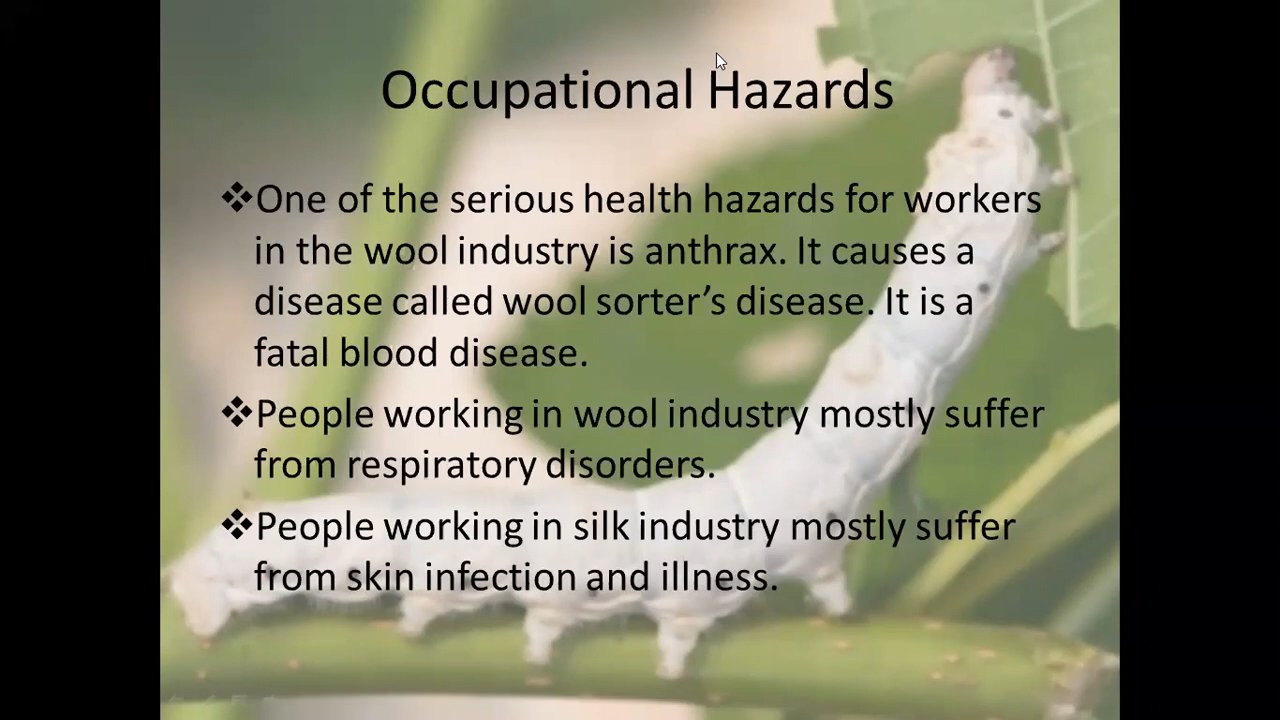 Occupational Hazards
❖One of the serious health hazards for workers
in the wool industry is anthrax. It causes a
disease called wool sorter’s disease. It is a
fatal blood disease.
❖People working in wool industry mostly suffer
from respiratory disorders.
❖People working in silk industry mostly suffer
from skin infection and illness.